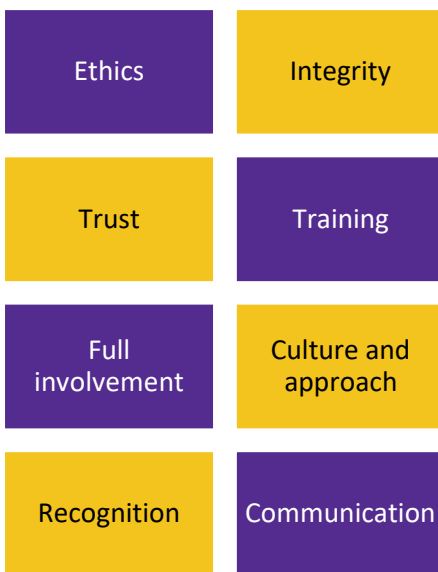 Ethics
Integrity
Trust
Training
Full
involvement
Culture and
approach
Recognition
Communication